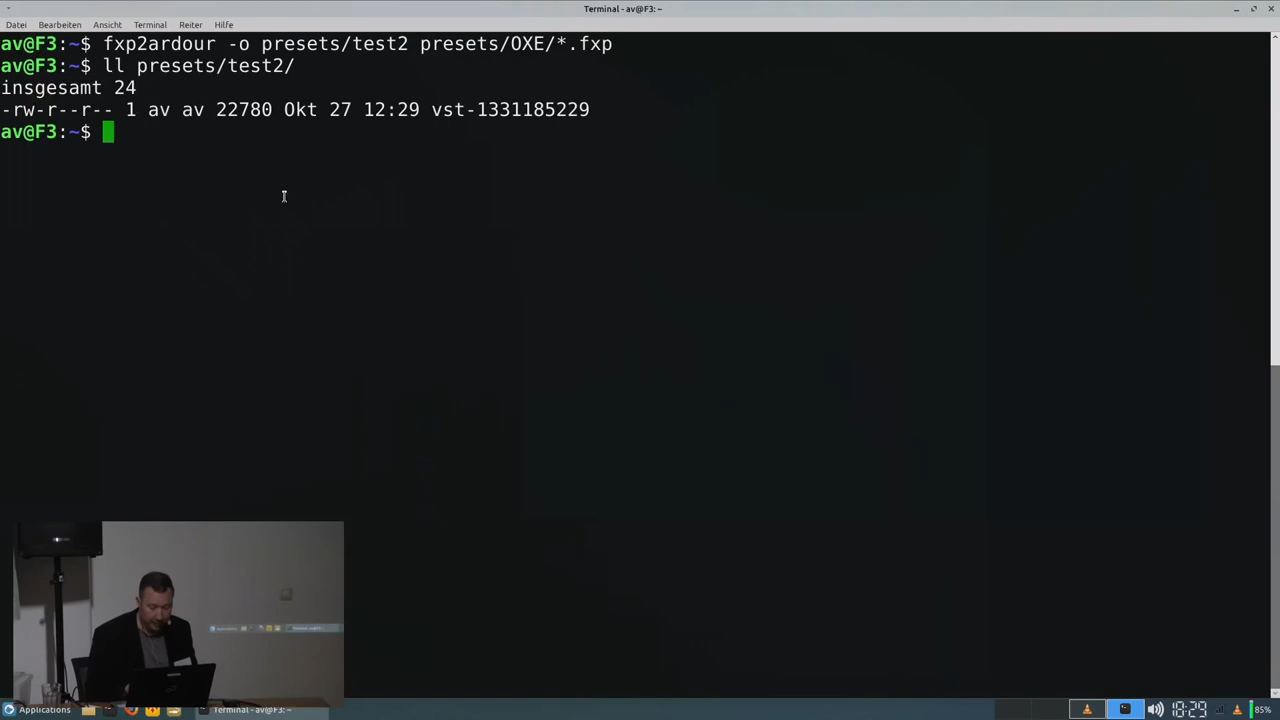 Terminal - av@F3: ~
Datei Bearbeiten Ansicht Terminal Reiter Hilfe
av@F3:~$ fxp2ardour -o presets/test2 presets/OXE/*.fxp
av@F3:~$ ll presets/test2/
insgesamt 24
-rw-r--r-- 1 av av 22780 Okt 27 12:29 vst-1331185229
av@F3:~$
Applications
Terminal - av@F3: ~
18:29
85%